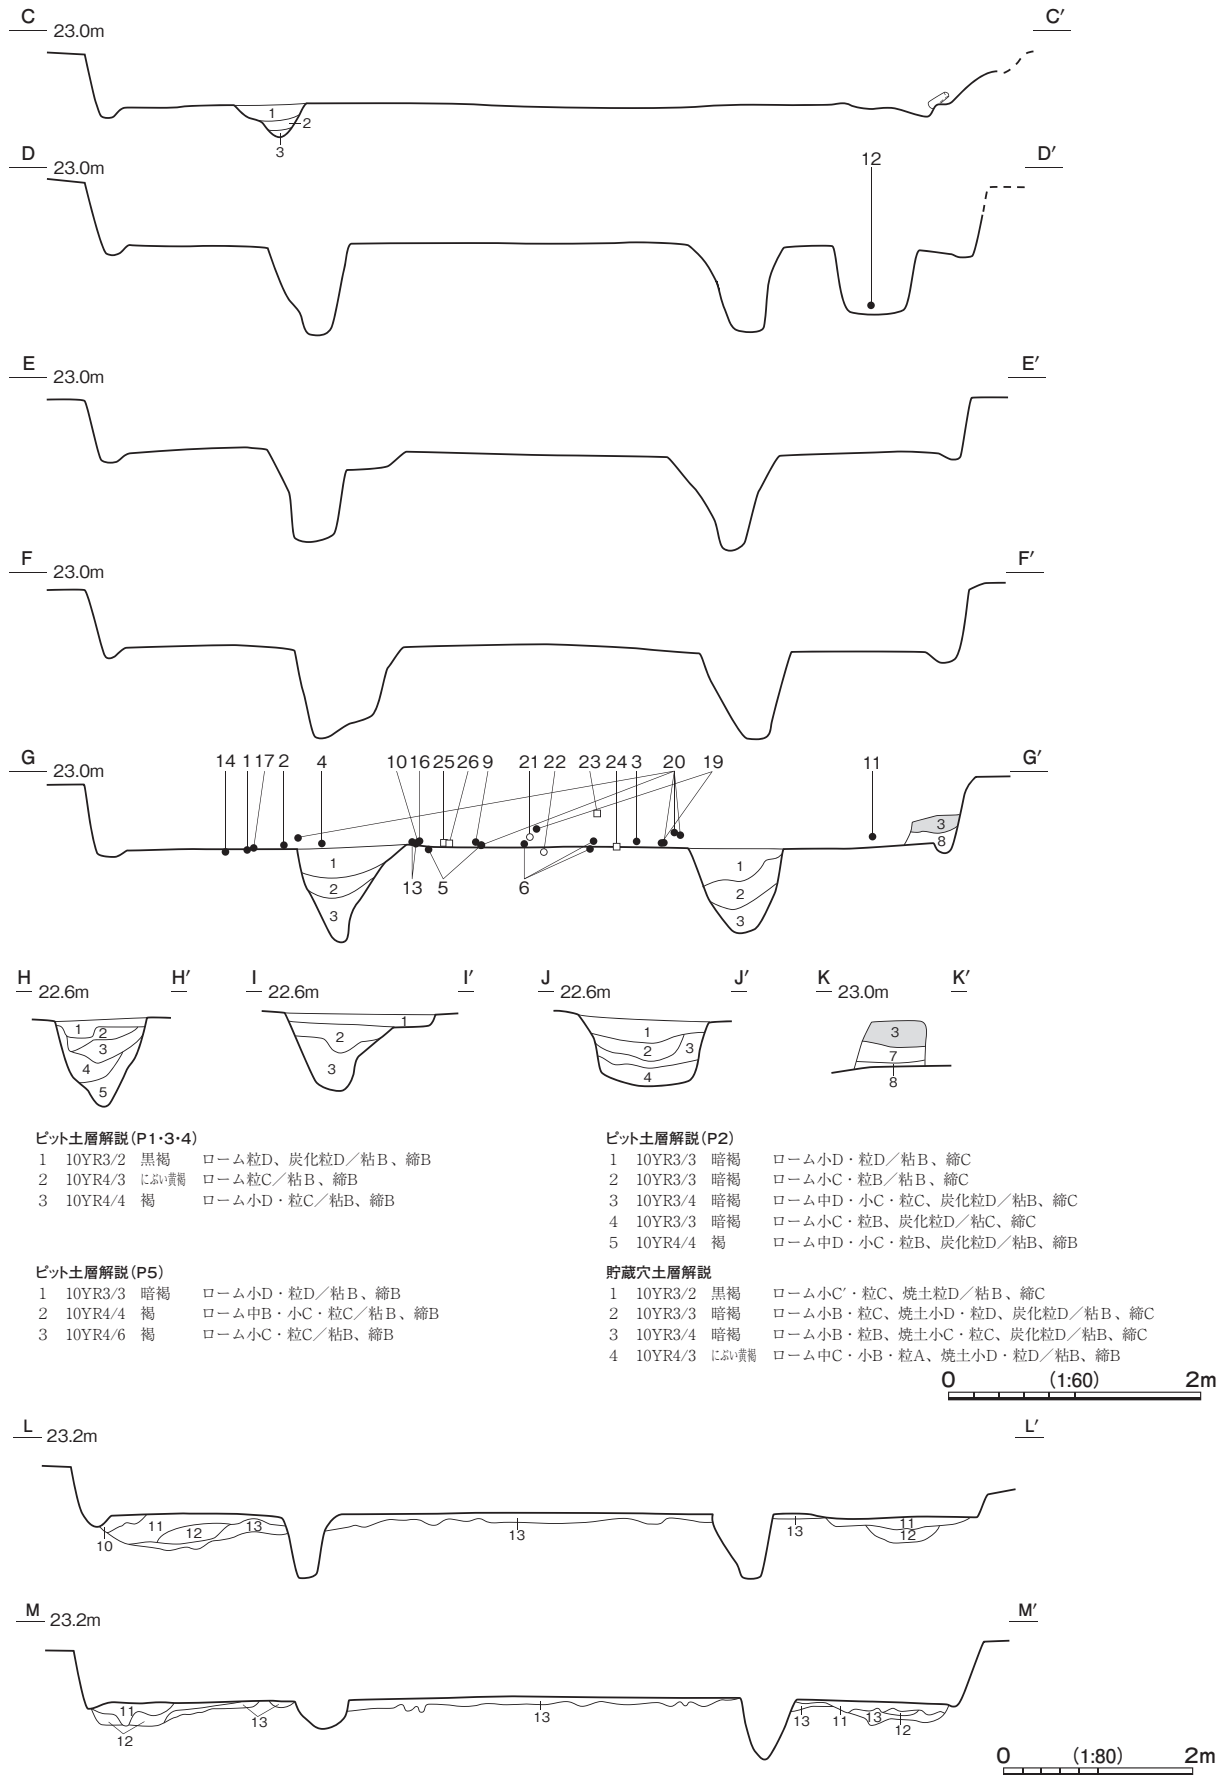 C C′
23.0m
1
2
3
D D′
23.0m
12
E E′
23.0m
F F′
23.0m
G G′
23.0m
14 1 17 2 4 10 16 25 26 9 21 22 23 24 3 20 19 11
13 5 6
1 2 3
1 2 3
3
8
H H′ I I′ J J′ K K′
22.6m 22.6m 22.6m 23.0m
1 2 3 4 5
1 2 3
1 2 3 4
3 7 8
ピット土層解説(P1・3・4)
1 10YR3/2 黒褐 ローム粒D、炭化粒D／粘B、締B
2 10YR4/3 にぶい黄褐 ローム粒C／粘B、締B
3 10YR4/4 褐 ローム小D・粒C／粘B、締B
ピット土層解説(P5)
1 10YR3/3 暗褐 ローム小D・粒D／粘B、締B
2 10YR4/4 褐 ローム中B・小C・粒C／粘B、締B
3 10YR4/6 褐 ローム小C・粒C／粘B、締B
ピット土層解説(P2)
1 10YR3/3 暗褐 ローム小D・粒D／粘B、締C
2 10YR3/3 暗褐 ローム小C・粒B／粘B、締C
3 10YR3/4 暗褐 ローム中D・小C・粒C、炭化粒D／粘B、締C
4 10YR3/3 暗褐 ローム小C・粒B、炭化粒D／粘C、締C
5 10YR4/4 褐 ローム中D・小C・粒B、炭化粒D／粘B、締B
貯蔵穴土層解説
1 10YR3/2 黒褐 ローム小C′・粒C、焼土粒D／粘B、締C
2 10YR3/3 暗褐 ローム小B・粒C、焼土小D・粒D、炭化粒D／粘B、締C
3 10YR3/4 暗褐 ローム小B・粒B、焼土小C・粒C、炭化粒D／粘B、締C
4 10YR4/3 にぶい黄褐 ローム中C・小B・粒A、焼土小D・粒D／粘B、締B
0 (1:60) 2m
L L′
23.2m
10 11 12 13 13 13 11 12
M M′
23.2m
11 12 13 13 13 11 13 12
0 (1:80) 2m